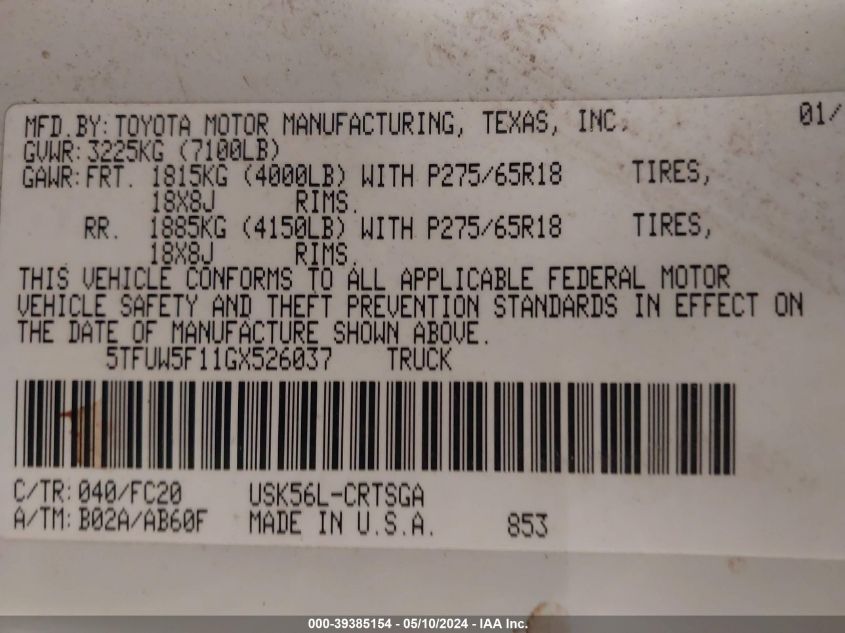 MFD.BY: TOYOTA MOTOR MANUFACTURING, TEXAS, INC. 01/
GVWR: 3225KG (7100LB)
GAWR: FRT. 1815KG (4000LB) WITH P275/65R18 TIRES,
18X8J RIMS.
RR. 1885KG (4150LB) WITH P275/65R18 TIRES,
18X8J RIMS.
THIS VEHICLE CONFORMS TO ALL APPLICABLE FEDERAL MOTOR
VEHICLE SAFETY AND THEFT PREVENTION STANDARDS IN EFFECT ON
THE DATE OF MANUFACTURE SHOWN ABOVE.
5TFUW5F11GX526037 TRUCK
C/TR: 040/FC20 USK56L-CRTSGA
A/TM: B02A/AB60F MADE IN U.S.A. 853
000-39385154 - 05/10/2024 - IAA Inc.